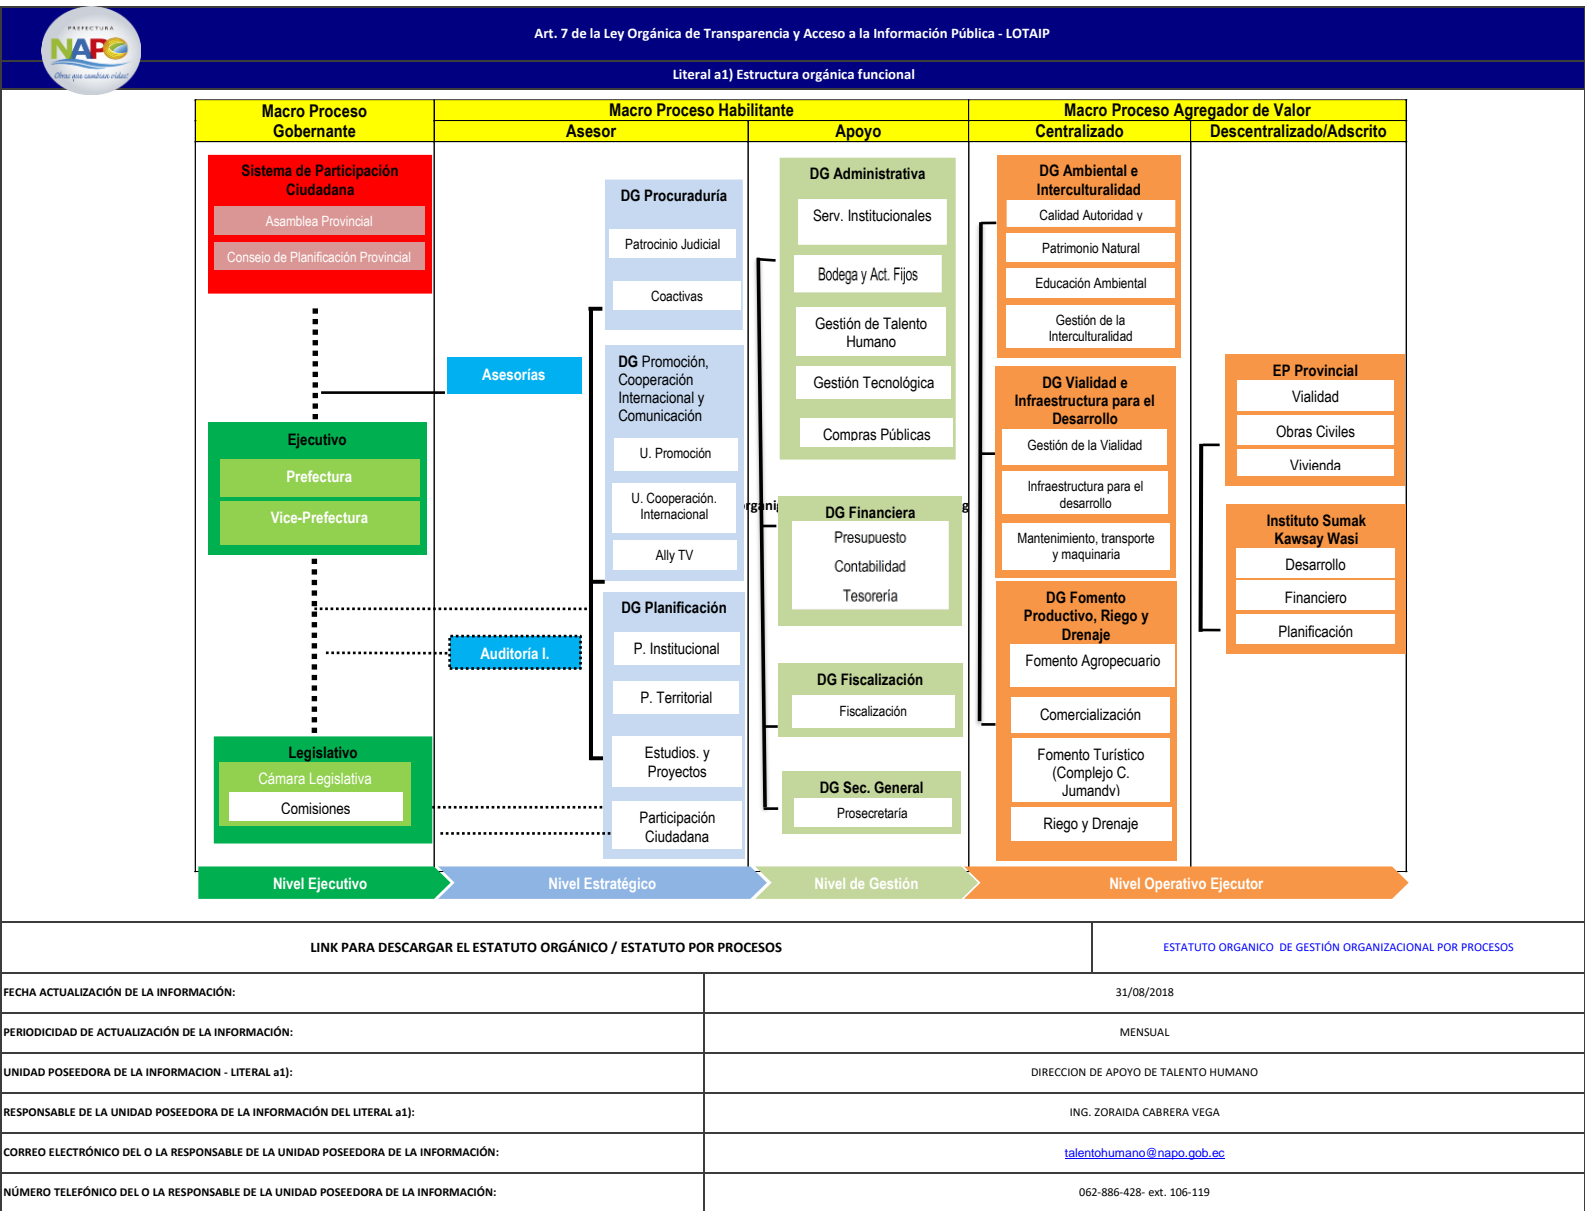 PREFECTURA
NAPO
Obras que cambian vidas!
Art. 7 de la Ley Orgánica de Transparencia y Acceso a la Información Pública - LOTAIP
Literal a1) Estructura orgánica funcional
Macro Proceso
Gobernante
Macro Proceso Habilitante
Asesor
Apoyo
Macro Proceso Agregador de Valor
Centralizado
Descentralizado/Adscrito
Sistema de Participación
Ciudadana
Asamblea Provincial
Consejo de Planificación Provincial
Ejecutivo
Prefectura
Vice-Prefectura
Legislativo
Cámara Legislativa
Comisiones
Asesorías
Auditoría I.
DG Procuraduría
Patrocinio Judicial
Coactivas
DG Promoción,
Cooperación
Internacional y
Comunicación
U. Promoción
U. Cooperación.
Internacional
Ally TV
DG Planificación
P. Institucional
P. Territorial
Estudios. y
Proyectos
Participación
Ciudadana
DG Administrativa
Serv. Institucionales
Bodega y Act. Fijos
Gestión de Talento
Humano
Gestión Tecnológica
Compras Públicas
DG Financiera
Presupuesto
Contabilidad
Tesorería
DG Fiscalización
Fiscalización
DG Sec. General
Prosecretaría
DG Ambiental e
Interculturalidad
Calidad Autoridad y
Patrimonio Natural
Educación Ambiental
Gestión de la
Interculturalidad
DG Vialidad e
Infraestructura para el
Desarrollo
Gestión de la Vialidad
Infraestructura para el
desarrollo
Mantenimiento, transporte
y maquinaria
DG Fomento
Productivo, Riego y
Drenaje
Fomento Agropecuario
Comercialización
Fomento Turístico
(Complejo C.
Jumandy)
Riego y Drenaje
EP Provincial
Vialidad
Obras Civiles
Vivienda
Instituto Sumak
Kawsay Wasi
Desarrollo
Financiero
Planificación
Nivel Ejecutivo
Nivel Estratégico
Nivel de Gestión
Nivel Operativo Ejecutor
LINK PARA DESCARGAR EL ESTATUTO ORGÁNICO / ESTATUTO POR PROCESOS
ESTATUTO ORGANICO DE GESTIÓN ORGANIZACIONAL POR PROCESOS
FECHA ACTUALIZACIÓN DE LA INFORMACIÓN:
31/08/2018
PERIODICIDAD DE ACTUALIZACIÓN DE LA INFORMACIÓN:
MENSUAL
UNIDAD POSEEDORA DE LA INFORMACION - LITERAL a1):
DIRECCION DE APOYO DE TALENTO HUMANO
RESPONSABLE DE LA UNIDAD POSEEDORA DE LA INFORMACIÓN DEL LITERAL a1):
ING. ZORAIDA CABRERA VEGA
CORREO ELECTRÓNICO DEL O LA RESPONSABLE DE LA UNIDAD POSEEDORA DE LA INFORMACIÓN:
talentohumano@napo.gob.ec
NÚMERO TELEFÓNICO DEL O LA RESPONSABLE DE LA UNIDAD POSEEDORA DE LA INFORMACIÓN:
062-886-428- ext. 106-119